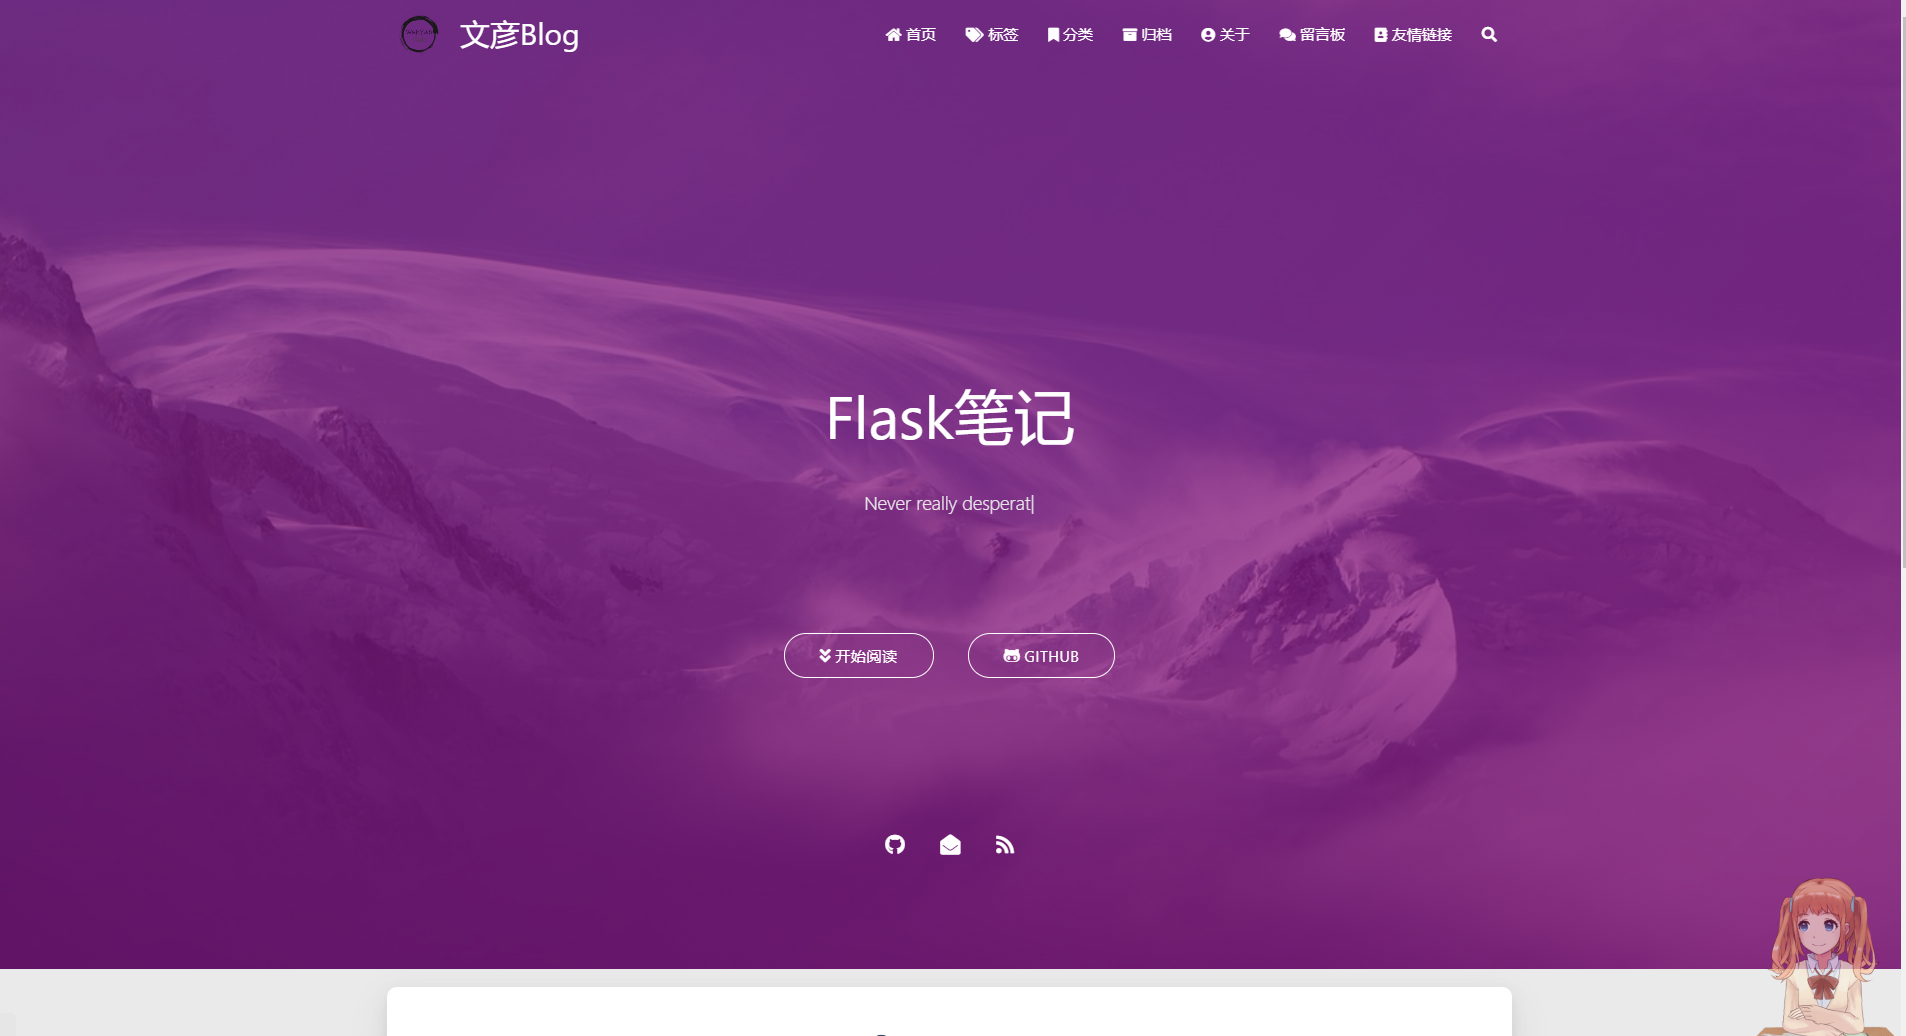 文彦Blog
首页 标签 分类 归档 关于 留言板 友情链接
Flask笔记
Never really desperat|
开始阅读 GITHUB